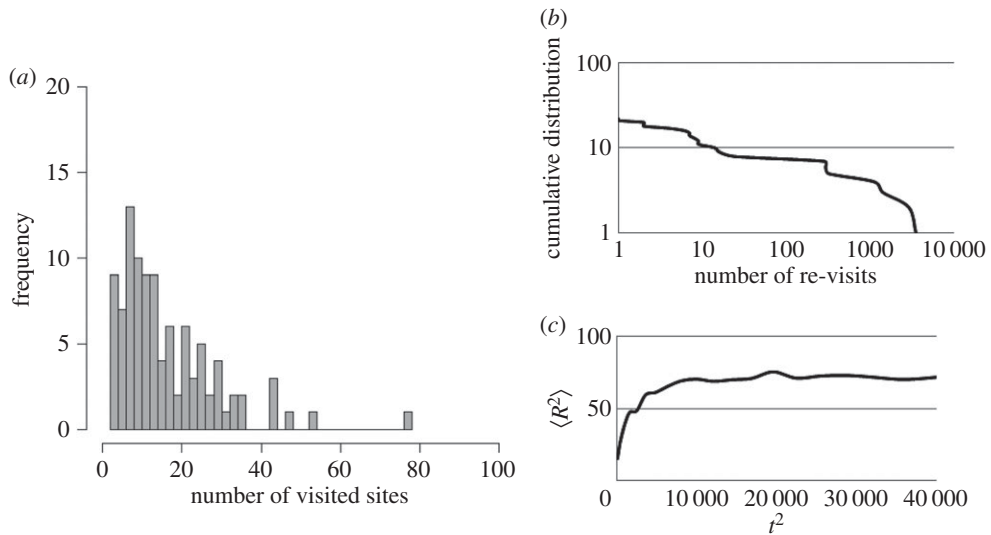 (a)
20
15
10
5
0
frequency
0 20 40 60 80 100
number of visited sites
(b)
100
10
1
cumulative distribution
1 10 100 1000 10 000
number of re-visits
(c)
100
50
⟨R²⟩
0 10 000 20 000 30 000 40 000
t²